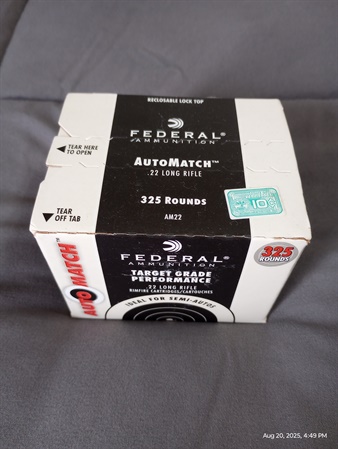 RECLOSABLE LOCK TOP
TEAR HERE
TO OPEN
FEDERAL®
AMMUNITION
AUTOMATCH™
.22 LONG RIFLE
325 ROUNDS
AM22
10
TEAR
OFF TAB
FEDERAL®
AMMUNITION
TARGET GRADE
PERFORMANCE
.22 LONG RIFLE
RIMFIRE CARTRIDGES/CARTOUCHES
IDEAL FOR SEMI-AUTOS
AUTO MATCH™
325
ROUNDS
Aug 20, 2025, 4:49 PM